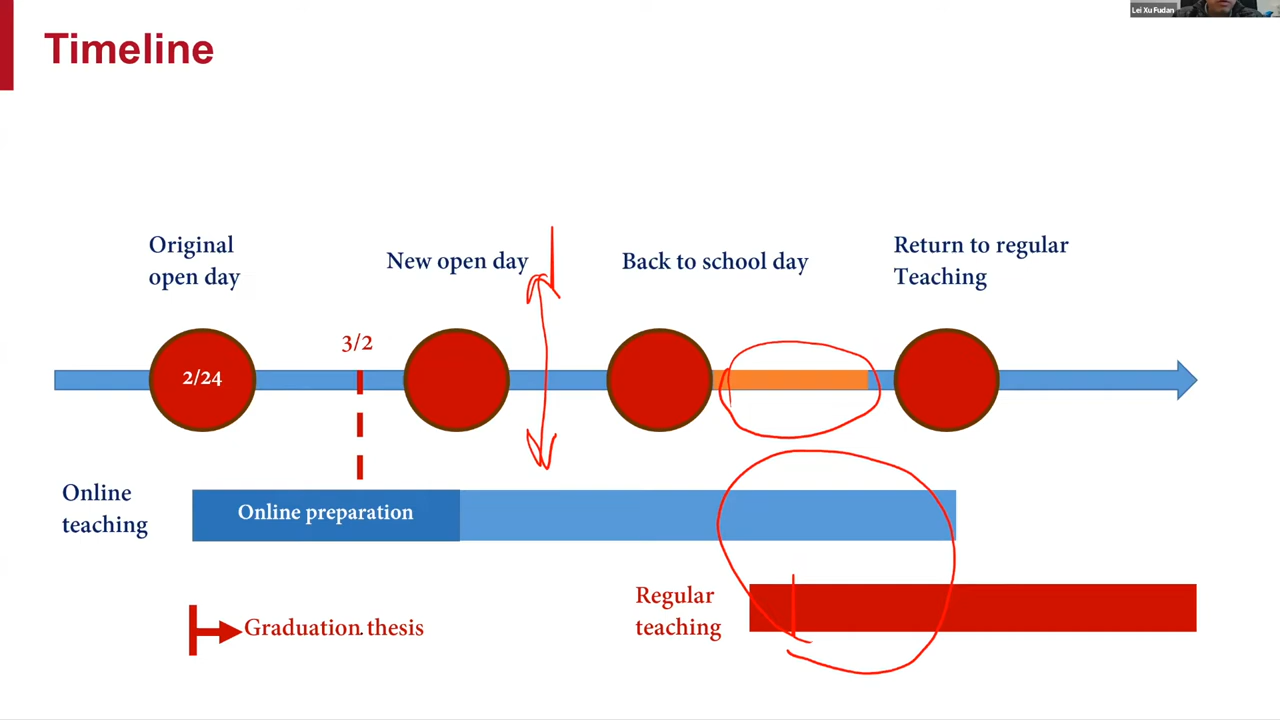 Lei Xu Fudan
Timeline
Original
open day
New open day
Back to school day
Return to regular
Teaching
3/2
2/24
Online
teaching
Online preparation
Regular
teaching
Graduation thesis